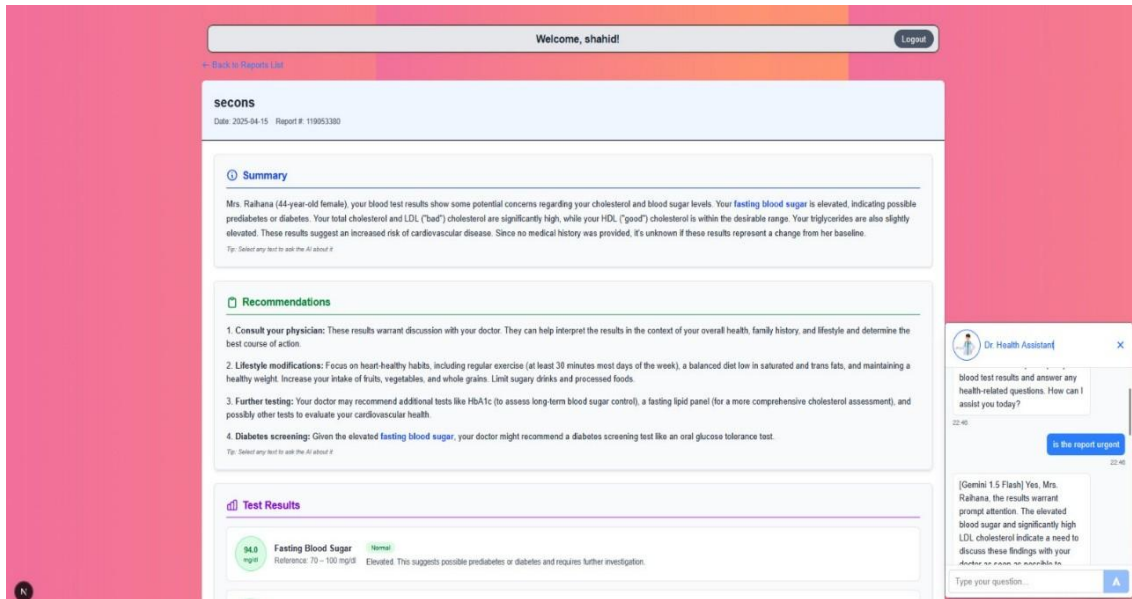 Welcome, shahid!
Logout
← Back to Reports List
secons
Date: 2025-04-15 Report #: 119053380
Summary
Mrs. Raihana (44-year-old female), your blood test results show some potential concerns regarding your cholesterol and blood sugar levels. Your fasting blood sugar is elevated, indicating possible
prediabetes or diabetes. Your total cholesterol and LDL ("bad") cholesterol are significantly high, while your HDL ("good") cholesterol is within the desirable range. Your triglycerides are also slightly
elevated. These results suggest an increased risk of cardiovascular disease. Since no medical history was provided, it's unknown if these results represent a change from her baseline.
Tip: Select any text to ask the AI about it
Recommendations
1. Consult your physician: These results warrant discussion with your doctor. They can help interpret the results in the context of your overall health, family history, and lifestyle and determine the
best course of action.
2. Lifestyle modifications: Focus on heart-healthy habits, including regular exercise (at least 30 minutes most days of the week), a balanced diet low in saturated and trans fats, and maintaining a
healthy weight. Increase your intake of fruits, vegetables, and whole grains. Limit sugary drinks and processed foods.
3. Further testing: Your doctor may recommend additional tests like HbA1c (to assess long-term blood sugar control), a fasting lipid panel (for a more comprehensive cholesterol assessment), and
possibly other tests to evaluate your cardiovascular health.
4. Diabetes screening: Given the elevated fasting blood sugar, your doctor might recommend a diabetes screening test like an oral glucose tolerance test.
Tip: Select any text to ask the AI about it
Test Results
94.0
mg/dl
Fasting Blood Sugar Normal
Reference: 70 – 100 mg/dl Elevated. This suggests possible prediabetes or diabetes and requires further investigation.
Dr. Health Assistant
×
blood test results and answer any
health-related questions. How can I
assist you today?
22:46
is the report urgent
22:46
[Gemini 1.5 Flash] Yes, Mrs.
Raihana, the results warrant
prompt attention. The elevated
blood sugar and significantly high
LDL cholesterol indicate a need to
discuss these findings with your
doctor as soon as possible to
Type your question...
N